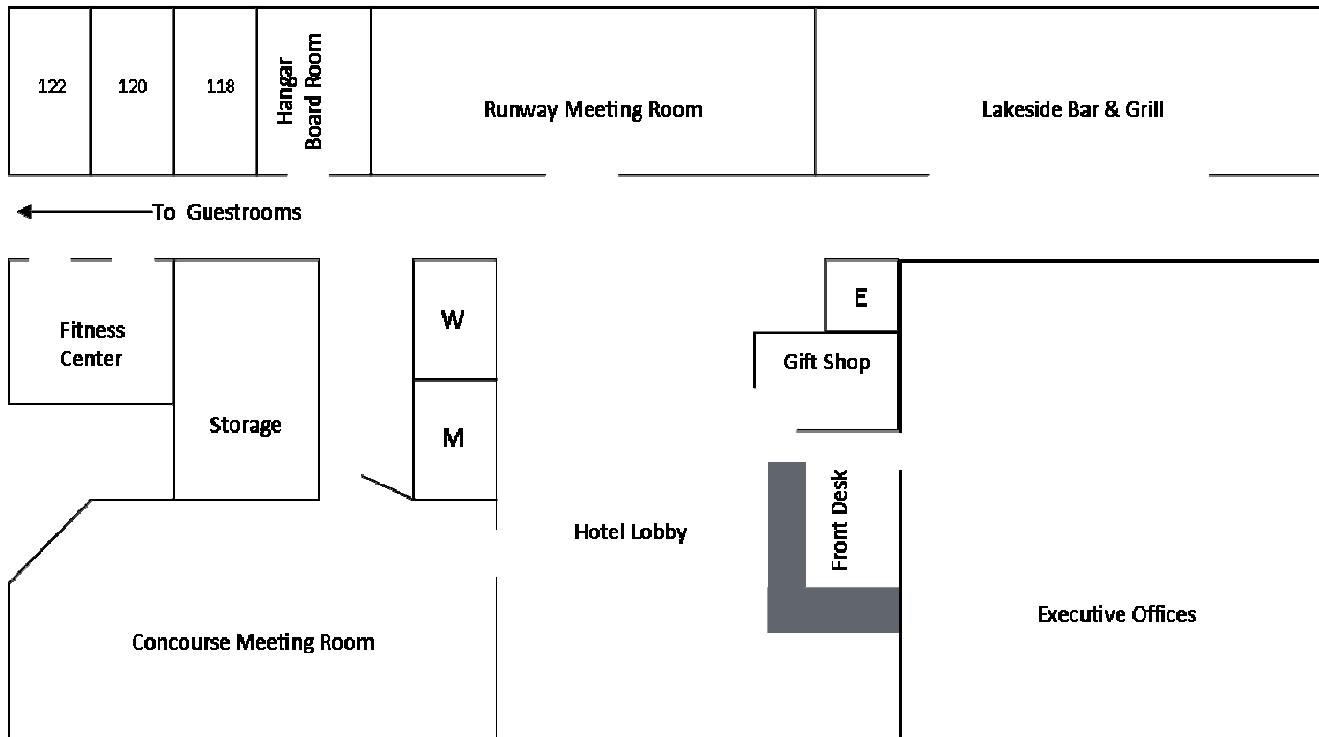 122
120
118
Hangar
Board Room
Runway Meeting Room
Lakeside Bar & Grill
To Guestrooms
Fitness
Center
Storage
W
M
E
Gift Shop
Front Desk
Hotel Lobby
Concourse Meeting Room
Executive Offices